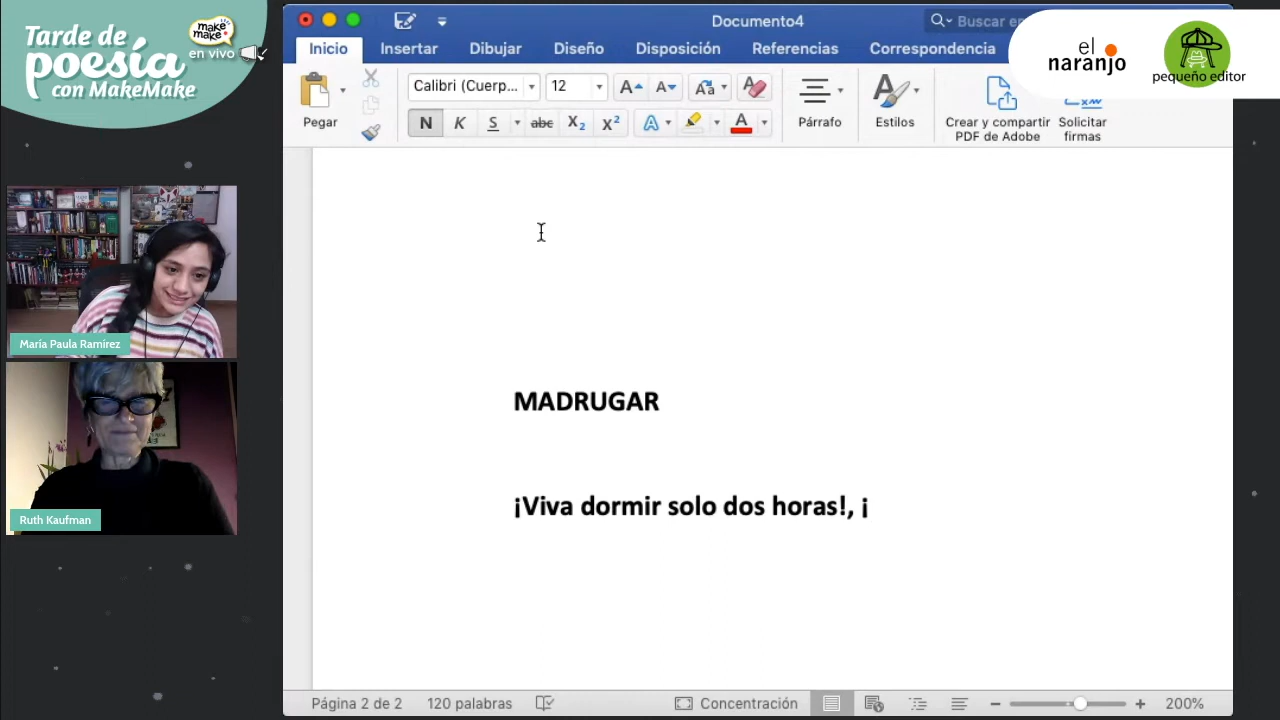 Tarde de
poesía
con MakeMake
make
make
en vivo
Documento4
Buscar en
Inicio
Insertar
Dibujar
Diseño
Disposición
Referencias
Correspondencia
el
naranjo
pequeño editor
Pegar
Calibri (Cuerp...
12
N K S abc X2 X2 A A
Párrafo
Estilos
Crear y compartir
PDF de Adobe
Solicitar
firmas
María Paula Ramirez
Ruth Kaufman
MADRUGAR
¡Viva dormir solo dos horas!, ¡
Página 2 de 2
120 palabras
Concentración
200%